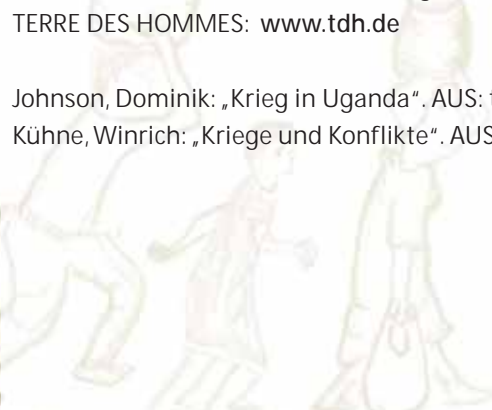 TERRE DES HOMMES: www.tdh.de
Johnson, Dominik: „Krieg in Uganda“. AUS:
Kühne, Winrich: „Kriege und Konflikte“. AUS